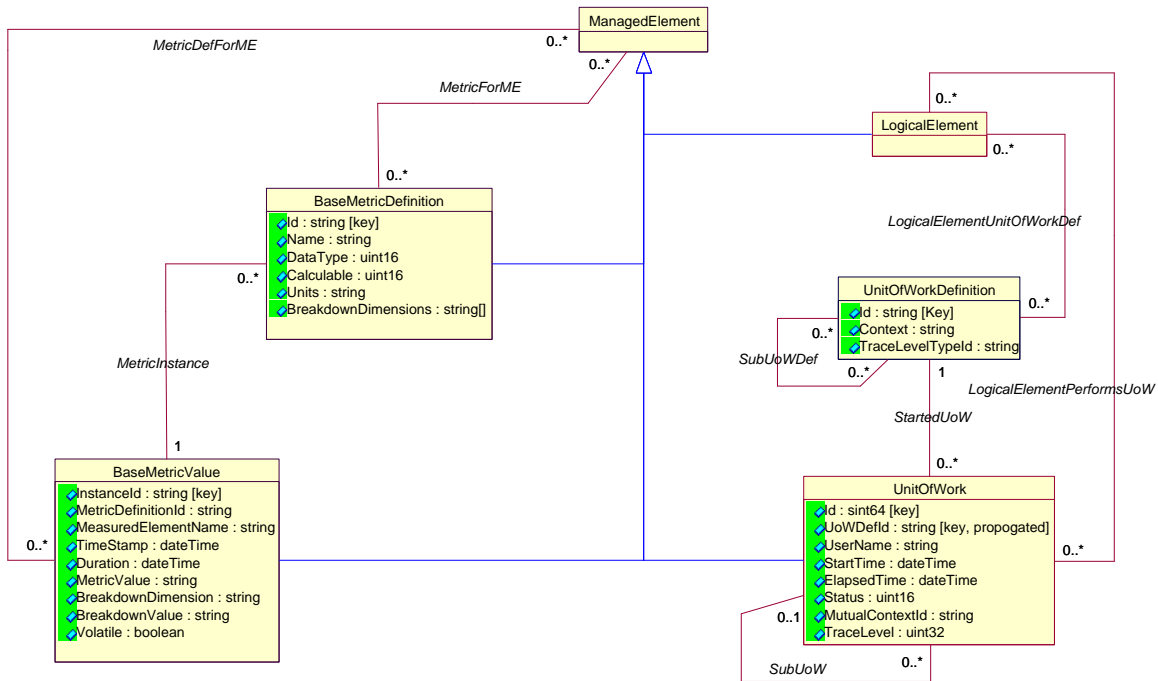 ManagedElement
0..*
MetricDefForME
0..*
MetricForME
0..*
LogicalElement
0..*
0..*
BaseMetricDefinition
Id : string [key]
Name : string
DataType : uint16
Calculable : uint16
Units : string
BreakdownDimensions : string[]
LogicalElementUnitOfWorkDef
0..*
UnitOfWorkDefinition
Id : string [Key]
Context : string
TraceLevelTypeId : string
0..*
0..*
SubUoWDef
0..*
1
MetricInstance
LogicalElementPerformsUoW
StartedUoW
1
0..*
BaseMetricValue
InstanceId : string [key]
MetricDefinitionId : string
MeasuredElementName : string
TimeStamp : dateTime
Duration : dateTime
MetricValue : string
BreakdownDimension : string
BreakdownValue : string
Volatile : boolean
0..*
UnitOfWork
Id : sint64 [key]
UoWDefId : string [key, propogated]
UserName : string
StartTime : dateTime
ElapsedTime : dateTime
Status : uint16
MutualContextId : string
TraceLevel : uint32
0..*
0..1
0..*
SubUoW